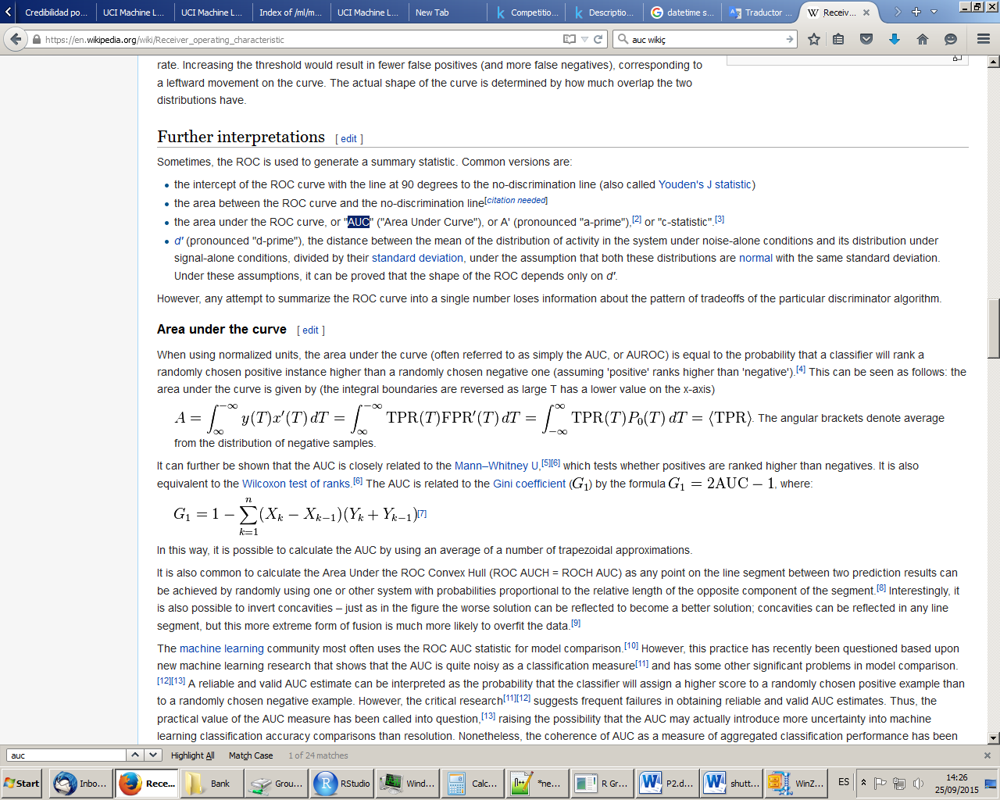 Credibilidad po...
UCI Machine L...
UCI Machine L...
Index of /ml/m...
UCI Machine L...
New Tab
Competitio...
Descriptio...
datetime s...
Traductor ...
Receiver...
https://en.wikipedia.org/wiki/Receiver_operating_characteristic
auc wikiç
rate. Increasing the threshold would result in fewer false positives (and more false negatives), corresponding to
a leftward movement on the curve. The actual shape of the curve is determined by how much overlap the two
distributions have.
Further interpretations [ edit ]
Sometimes, the ROC is used to generate a summary statistic. Common versions are:
• the intercept of the ROC curve with the line at 90 degrees to the no-discrimination line (also called Youden's J statistic)
• the area between the ROC curve and the no-discrimination line[citation needed]
• the area under the ROC curve, or "AUC" ("Area Under Curve"), or A' (pronounced "a-prime"),[2] or "c-statistic".[3]
• d′ (pronounced "d-prime"), the distance between the mean of the distribution of activity in the system under noise-alone conditions and its distribution under
signal-alone conditions, divided by their standard deviation, under the assumption that both these distributions are normal with the same standard deviation.
Under these assumptions, it can be proved that the shape of the ROC depends only on d′.
However, any attempt to summarize the ROC curve into a single number loses information about the pattern of tradeoffs of the particular discriminator algorithm.
Area under the curve [ edit ]
When using normalized units, the area under the curve (often referred to as simply the AUC, or AUROC) is equal to the probability that a classifier will rank a
randomly chosen positive instance higher than a randomly chosen negative one (assuming 'positive' ranks higher than 'negative').[4] This can be seen as follows: the
area under the curve is given by (the integral boundaries are reversed as large T has a lower value on the x-axis)
A = ∫_{∞}^{−∞} y(T)x′(T) dT = ∫_{∞}^{−∞} TPR(T)FPR′(T) dT = ∫_{−∞}^{∞} TPR(T)P₀(T) dT = ⟨TPR⟩. The angular brackets denote average
from the distribution of negative samples.
It can further be shown that the AUC is closely related to the Mann–Whitney U,[5][6] which tests whether positives are ranked higher than negatives. It is also
equivalent to the Wilcoxon test of ranks.[6] The AUC is related to the Gini coefficient (G₁) by the formula G₁ = 2AUC − 1, where:
G₁ = 1 − ∑_{k=1}^{n} (X_k − X_{k−1})(Y_k + Y_{k−1})[7]
In this way, it is possible to calculate the AUC by using an average of a number of trapezoidal approximations.
It is also common to calculate the Area Under the ROC Convex Hull (ROC AUCH = ROCH AUC) as any point on the line segment between two prediction results can
be achieved by randomly using one or other system with probabilities proportional to the relative length of the opposite component of the segment.[8] Interestingly, it
is also possible to invert concavities – just as in the figure the worse solution can be reflected to become a better solution; concavities can be reflected in any line
segment, but this more extreme form of fusion is much more likely to overfit the data.[9]
The machine learning community most often uses the ROC AUC statistic for model comparison.[10] However, this practice has recently been questioned based upon
new machine learning research that shows that the AUC is quite noisy as a classification measure[11] and has some other significant problems in model comparison.
[12][13] A reliable and valid AUC estimate can be interpreted as the probability that the classifier will assign a higher score to a randomly chosen positive example than
to a randomly chosen negative example. However, the critical research[11][12] suggests frequent failures in obtaining reliable and valid AUC estimates. Thus, the
practical value of the AUC measure has been called into question,[13] raising the possibility that the AUC may actually introduce more uncertainty into machine
learning classification accuracy comparisons than resolution. Nonetheless, the coherence of AUC as a measure of aggregated classification performance has been
auc
Highlight All
Match Case
1 of 24 matches
Start
Inbo...
Rece...
Bank
Grou...
RStudio
Wind...
Calc...
*ne...
R Gr...
P2.d...
shutt...
WinZ...
ES
14:26
25/09/2015